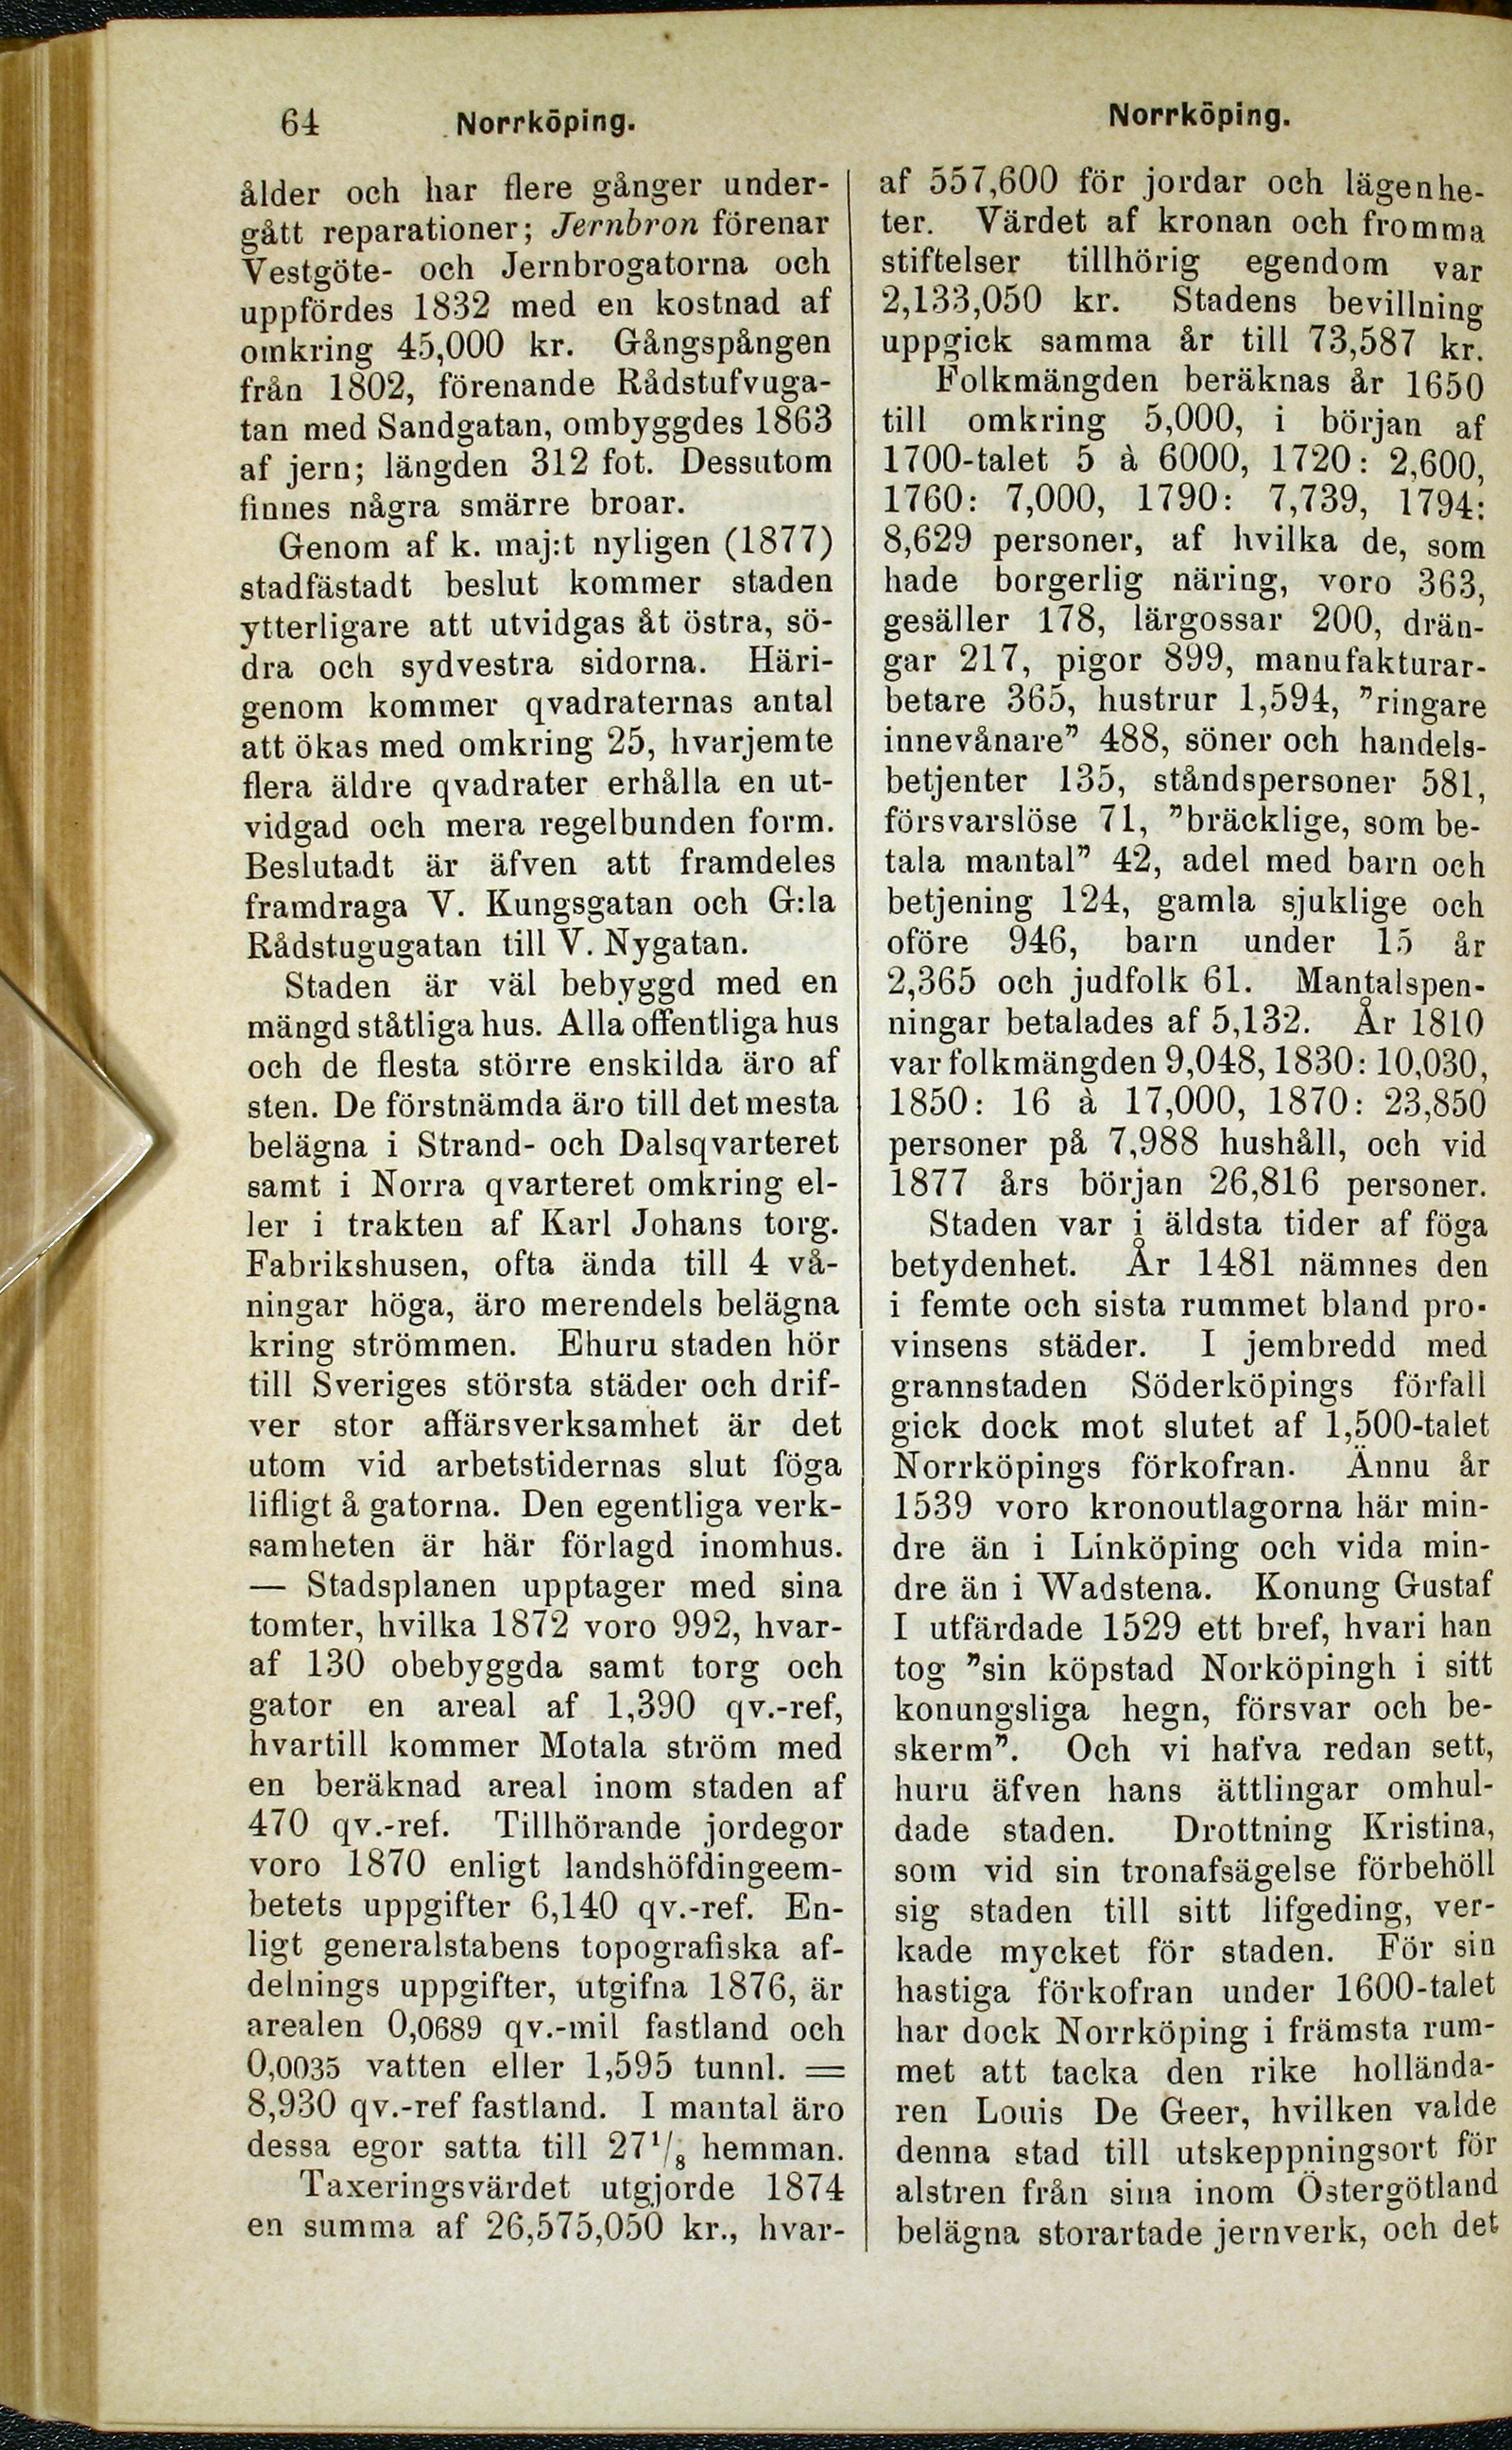 64 Norrköping.
ålder och har flere gånger under-
gått reparationer; Jernbron förenar
Vestgöte- och Jernbrogatorna och
uppfördes 1832 med en kostnad af
omkring 45,000 kr. Gångspången
från 1802, förenande Rådstufvuga-
tan med Sandgatan, ombyggdes 1863
af jern; längden 312 fot. Dessutom
finnes några smärre broar.
Genom af k. maj:t nyligen (1877)
stadfästadt beslut kommer staden
ytterligare att utvidgas åt östra, sö-
dra och sydvestra sidorna. Häri-
genom kommer qvadraternas antal
att ökas med omkring 25, hvarjemte
flera äldre qvadrater erhålla en ut-
vidgad och mera regelbunden form.
Beslutadt är äfven att framdeles
framdraga V. Kungsgatan och G:la
Rådstugugatan till V. Nygatan.
Staden är väl bebyggd med en
mängd ståtliga hus. Alla offentliga hus
och de flesta större enskilda äro af
sten. De förstnämda äro till det mesta
belägna i Strand- och Dalsqvarteret
samt i Norra qvarteret omkring el-
ler i trakten af Karl Johans torg.
Fabrikshusen, ofta ända till 4 vå-
ningar höga, äro merendels belägna
kring strömmen. Ehuru staden hör
till Sveriges största städer och drif-
ver stor affärsverksamhet är det
utom vid arbetstidernas slut föga
lifligt å gatorna. Den egentliga verk-
samheten är här förlagd inomhus.
— Stadsplanen upptager med sina
tomter, hvilka 1872 voro 992, hvar-
af 130 obebyggda samt torg och
gator en areal af 1,390 qv.-ref,
hvartill kommer Motala ström med
en beräknad areal inom staden af
470 qv.-ref. Tillhörande jordegor
voro 1870 enligt landshöfdingeem-
betets uppgifter 6,140 qv.-ref. En-
ligt generalstabens topografiska af-
delnings uppgifter, utgifna 1876, är
arealen 0,0689 qv.-mil fastland och
0,0035 vatten eller 1,595 tunnl. =
8,930 qv.-ref fastland. I mantal äro
dessa egor satta till 27¹/₈ hemman.
Taxeringsvärdet utgjorde 1874
en summa af 26,575,050 kr., hvar-
Norrköping.
af 557,600 för jordar och lägenhe-
ter. Värdet af kronan och fromma
stiftelser tillhörig egendom var
2,133,050 kr. Stadens bevillning
uppgick samma år till 73,587 kr.
Folkmängden beräknas år 1650
till omkring 5,000, i början af
1700-talet 5 à 6000, 1720: 2,600,
1760: 7,000, 1790: 7,739, 1794:
8,629 personer, af hvilka de, som
hade borgerlig näring, voro 363,
gesäller 178, lärgossar 200, drän-
gar 217, pigor 899, manufakturar-
betare 365, hustrur 1,594, ”ringare
innevånare” 488, söner och handels-
betjenter 135, ståndspersoner 581,
försvarslöse 71, ”bräcklige, som be-
tala mantal” 42, adel med barn och
betjening 124, gamla sjuklige och
oföre 946, barn under 15 år
2,365 och judfolk 61. Mantalspen-
ningar betalades af 5,132. År 1810
var folkmängden 9,048, 1830: 10,030,
1850: 16 à 17,000, 1870: 23,850
personer på 7,988 hushåll, och vid
1877 års början 26,816 personer.
Staden var i äldsta tider af föga
betydenhet. År 1481 nämnes den
i femte och sista rummet bland pro-
vinsens städer. I jembredd med
grannstaden Söderköpings förfall
gick dock mot slutet af 1,500-talet
Norrköpings förkofran. Ännu år
1539 voro kronoutlagorna här min-
dre än i Linköping och vida min-
dre än i Wadstena. Konung Gustaf
I utfärdade 1529 ett bref, hvari han
tog ”sin köpstad Norköpingh i sitt
konungsliga hegn, försvar och be-
skerm”. Och vi hafva redan sett,
huru äfven hans ättlingar omhul-
dade staden. Drottning Kristina,
som vid sin tronafsägelse förbehöll
sig staden till sitt lifgeding, ver-
kade mycket för staden. För sin
hastiga förkofran under 1600-talet
har dock Norrköping i främsta rum-
met att tacka den rike hollända-
ren Louis De Geer, hvilken valde
denna stad till utskeppningsort för
alstren från sina inom Östergötland
belägna storartade jernverk, och det